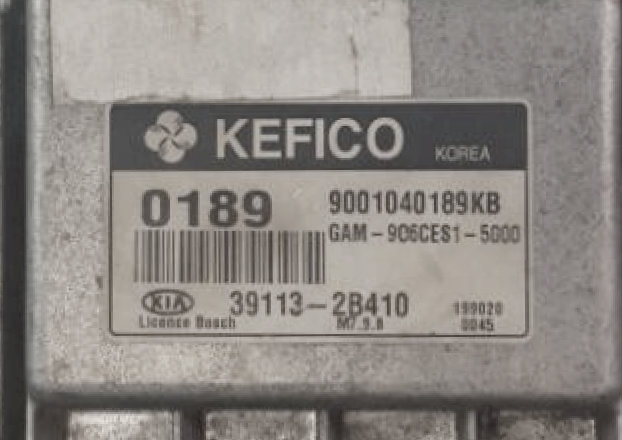 KEFICO KOREA
0189 9001040189KB
GAM-906CES1-5000
KIA 39113-2B410 199020
Licence Bosch M7.9.8 0045